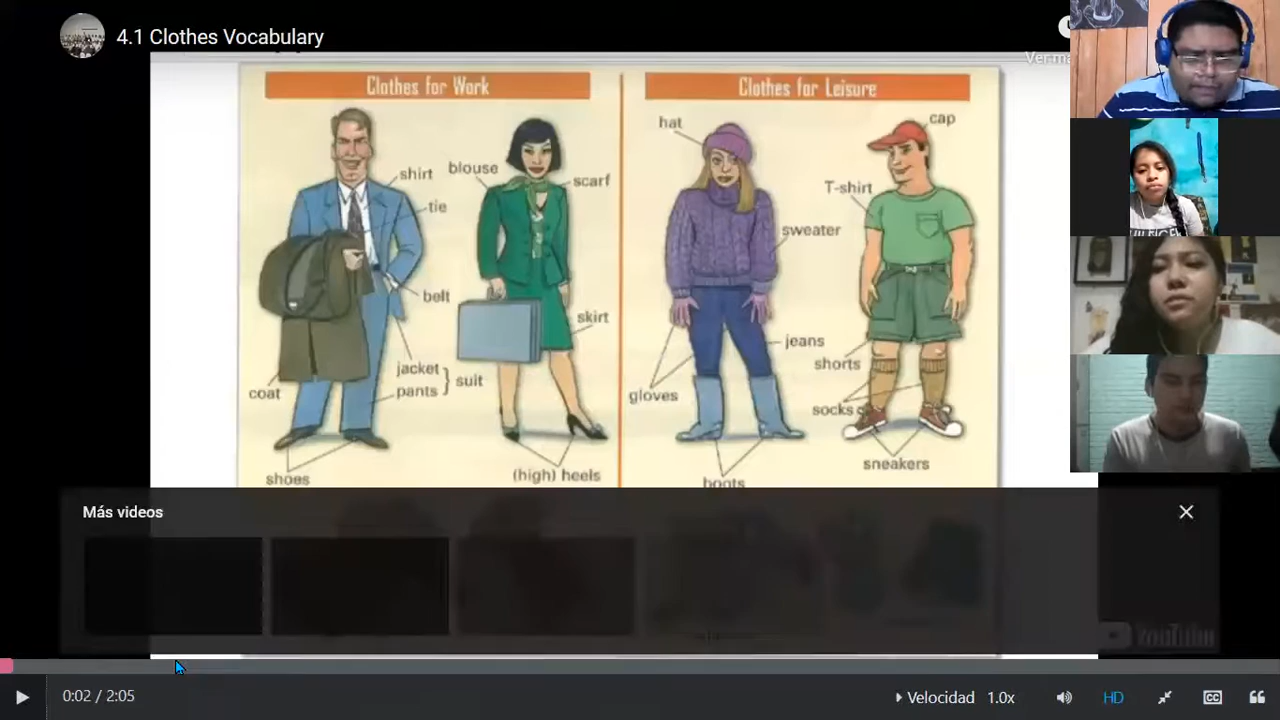 4.1 Clothes Vocabulary
Clothes for Work
Clothes for Leisure
hat
cap
shirt
blouse
scarf
T-shirt
tie
sweater
belt
skirt
jeans
jacket
pants
suit
shorts
coat
gloves
socks
shoes
(high) heels
boots
sneakers
Más videos
YouTube
0:02 / 2:05
Velocidad 1.0x
HD
CC